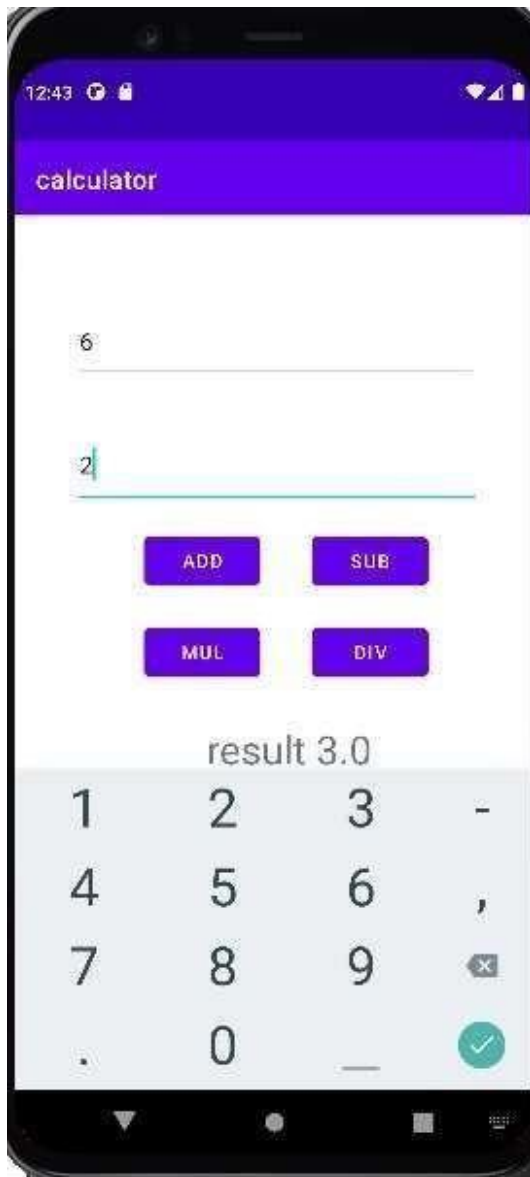 12:43
calculator
6
2
ADD SUB
MUL DIV
result 3.0
1 2 3 -
4 5 6 ,
7 8 9
. 0 _